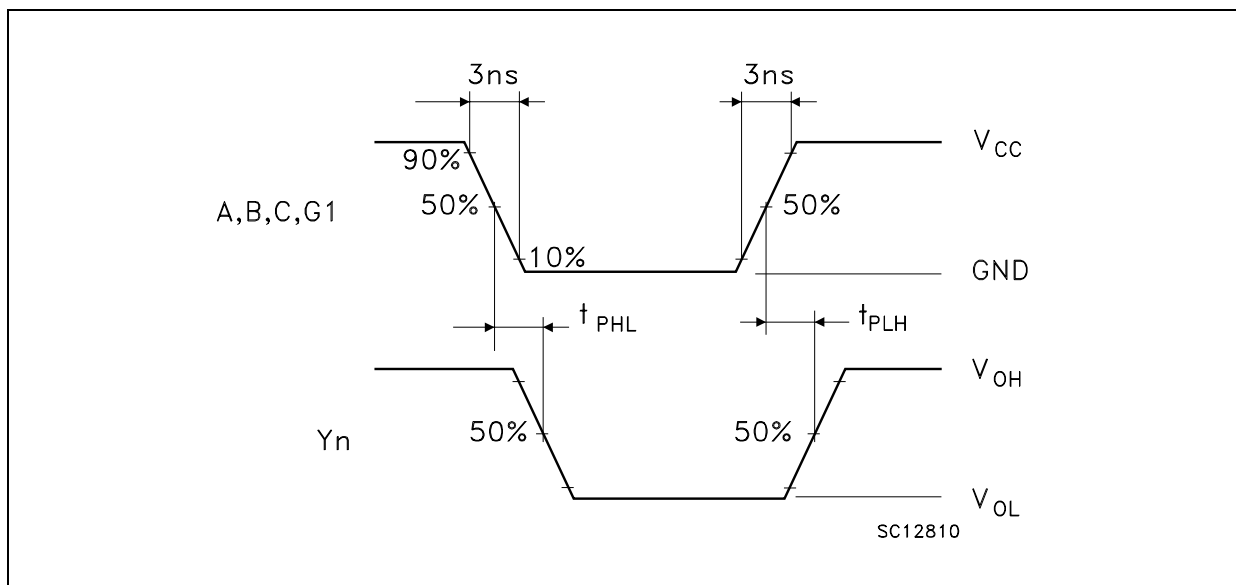 3ns 3ns
V_CC
90%
50% 50%
A,B,C,G1
10%
GND
t_PHL t_PLH
V_OH
50% 50%
Yn
V_OL
SC12810